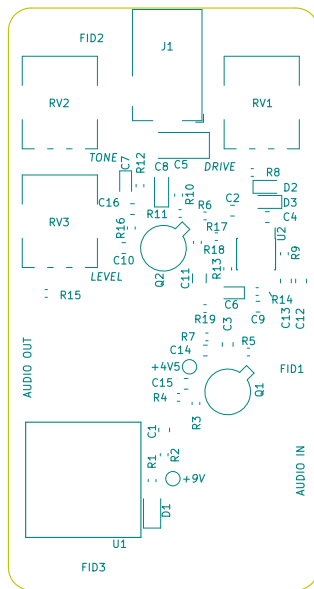 FID2
J1
RV2
RV1
TONE
C7
R12
C8
C5
DRIVE
R8
D2
D3
R10
C16
R11
R6
C2
C4
RV3
R16
R17
U2
R18
R9
C10
Q2
C11
R13
LEVEL
R15
C6
R14
R19
C3
C9
C13
C12
R7
R5
C14
AUDIO OUT
+4V5
FID1
C15
R4
Q1
R3
C1
R1
R2
AUDIO IN
+9V
D1
U1
FID3